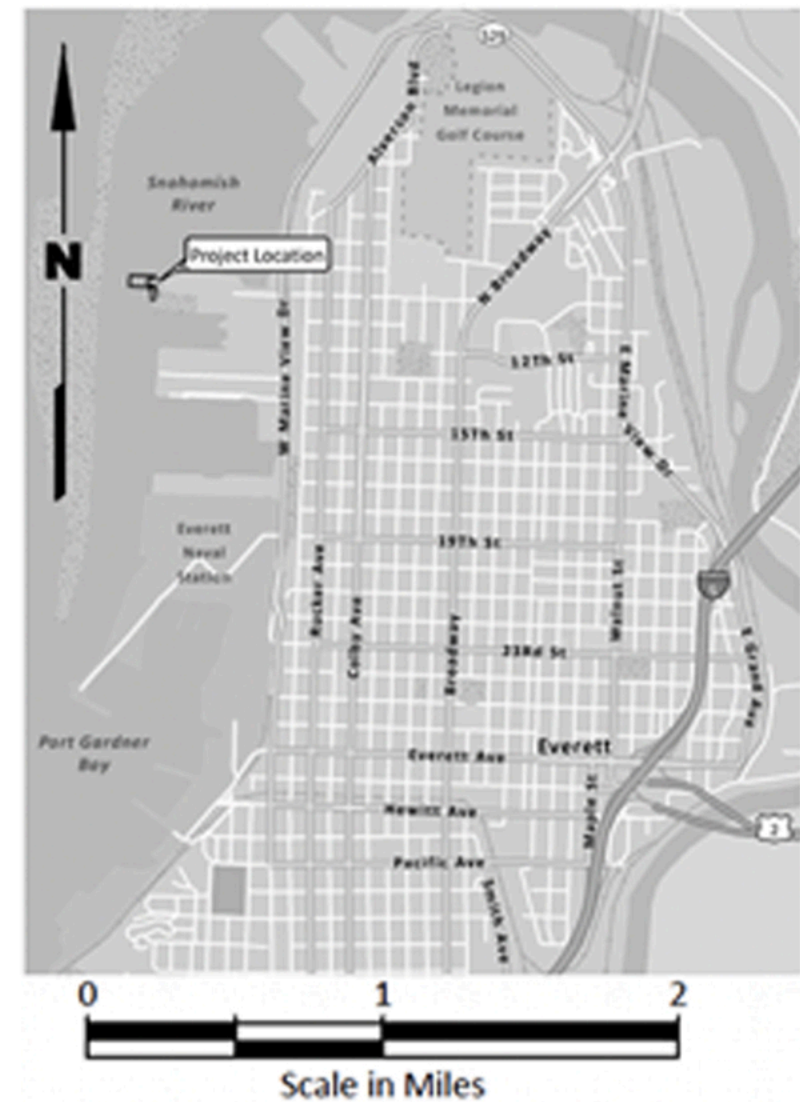 529
Legion
Memorial
Golf Course
Alverson Blvd
Snohomish
River
N
Project Location
N Broadway
W Marine View Dr
12Th St
E Marine View Dr
15Th St
Everett
Naval
Station
19Th St
Rucker Ave
Colby Ave
Broadway
Walnut St
23Rd St
E Grand Ave
Port Gardner
Bay
Everett Ave
Everett
Hewitt Ave
Maple St
2
Pacific Ave
Smith Ave
0 1 2
Scale in Miles